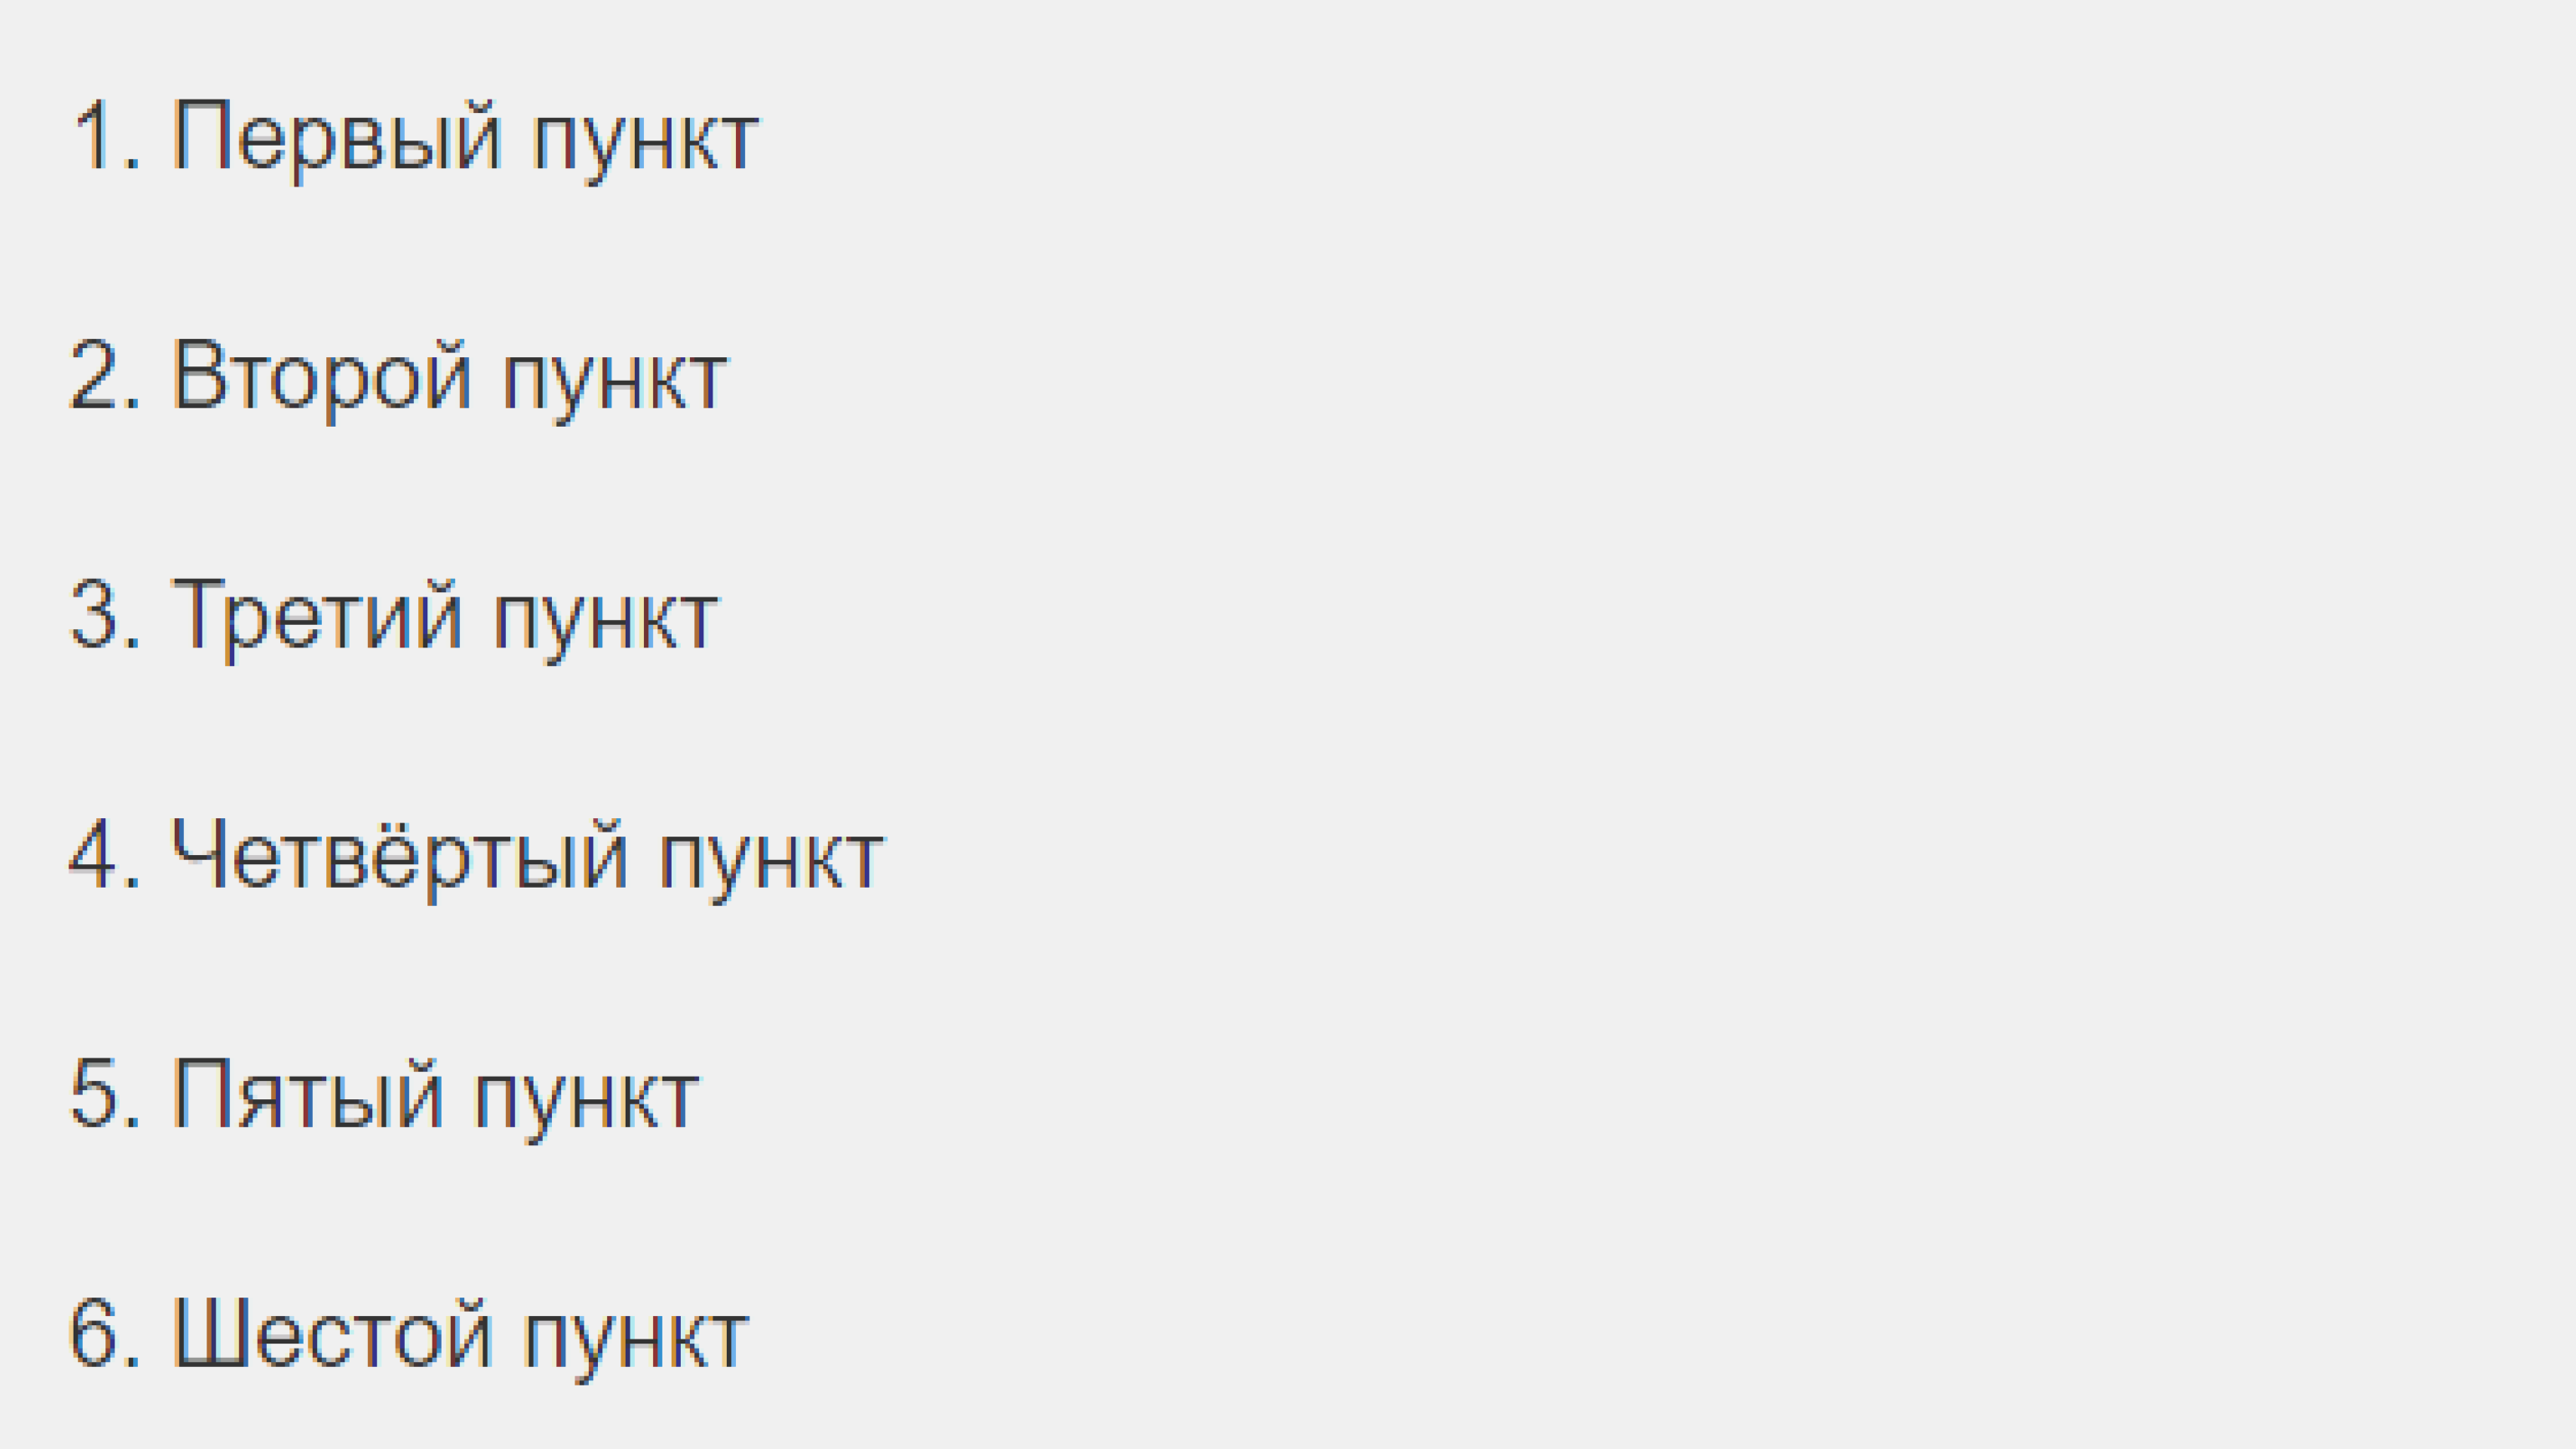 1. Первый пункт
2. Второй пункт
3. Третий пункт
4. Четвёртый пункт
5. Пятый пункт
6. Шестой пункт